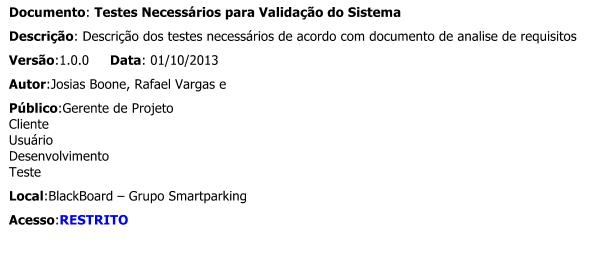 Documento: Testes Necessários para Validação do Sistema
Descrição: Descrição dos testes necessários de acordo com documento de analise de requisitos
Versão:1.0.0 Data: 01/10/2013
Autor:Josias Boone, Rafael Vargas e
Público:Gerente de Projeto
Cliente
Usuário
Desenvolvimento
Teste
Local:BlackBoard – Grupo Smartparking
Acesso:RESTRITO